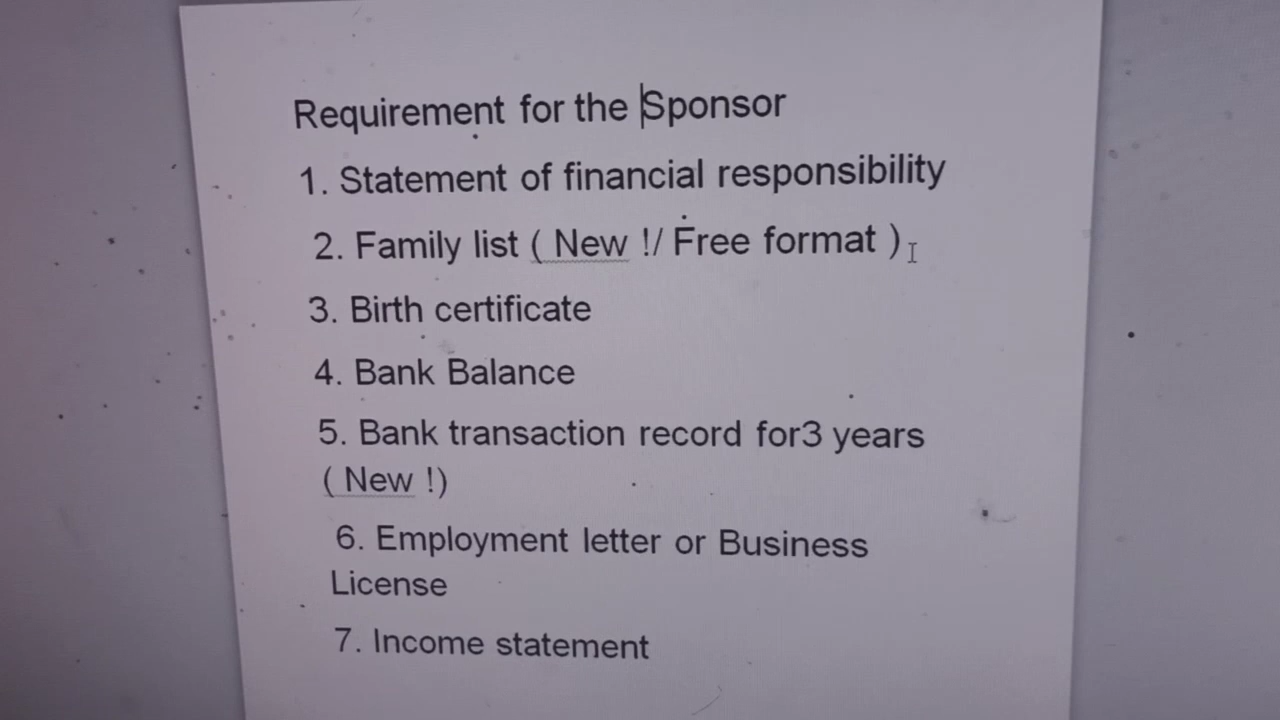 Requirement for the Sponsor
1. Statement of financial responsibility
2. Family list ( New !/ Free format )
3. Birth certificate
4. Bank Balance
5. Bank transaction record for3 years
( New !)
6. Employment letter or Business
License
7. Income statement